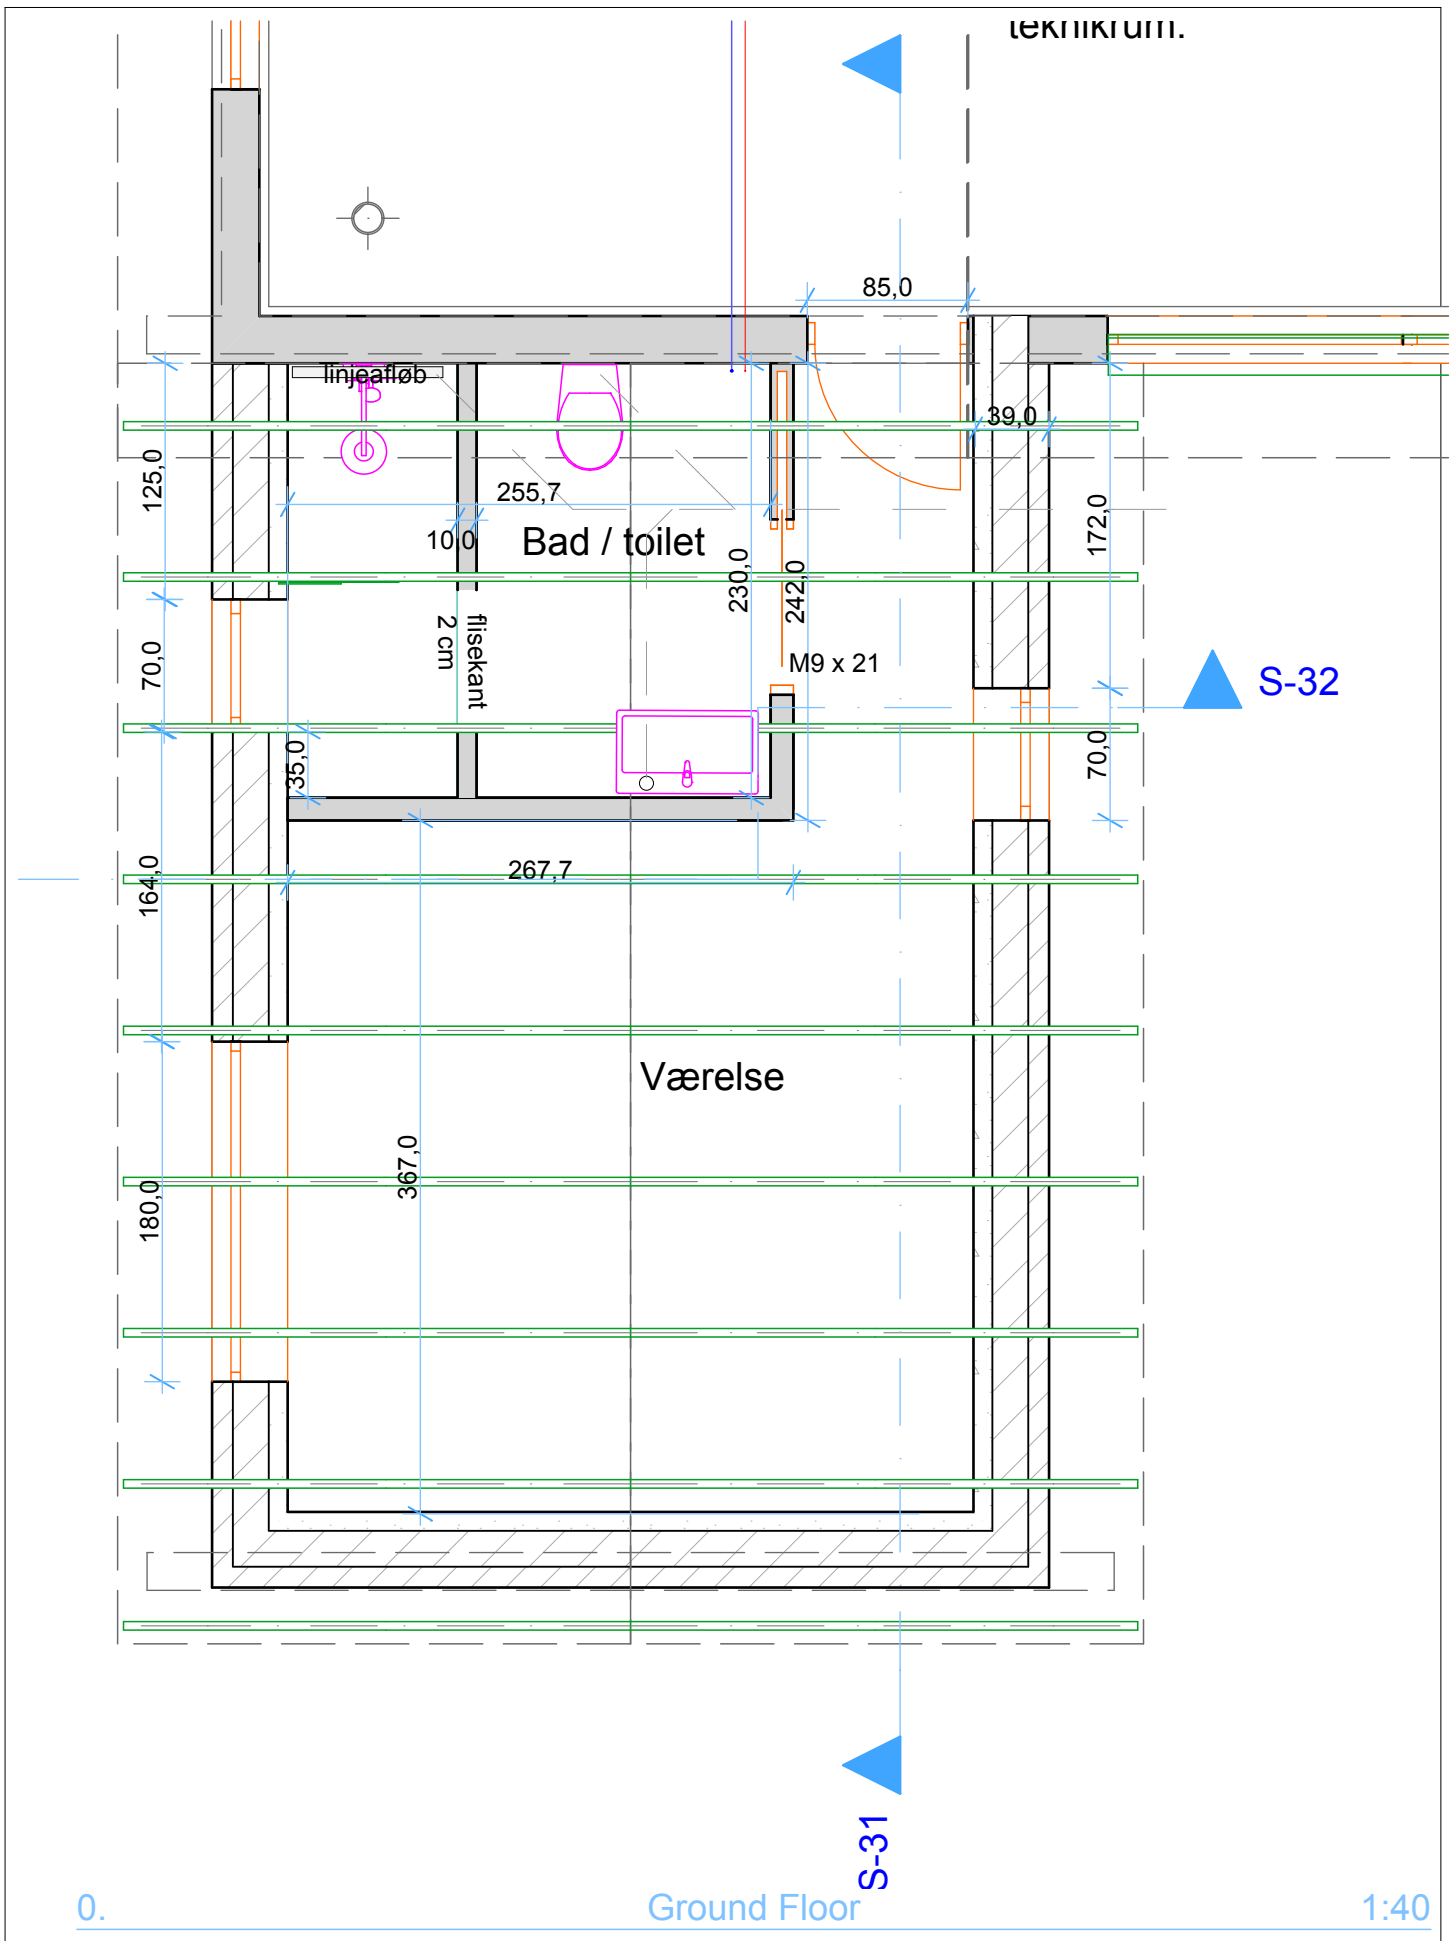 teknikrum.
85,0
linjeafløb
39,0
125,0
255,7
172,0
10,0
Bad / toilet
230,0
242,0
flisekant
2 cm
70,0
M9 x 21
S-32
35,0
70,0
164,0
267,7
Værelse
367,0
180,0
S-31
0.
Ground Floor
1:40